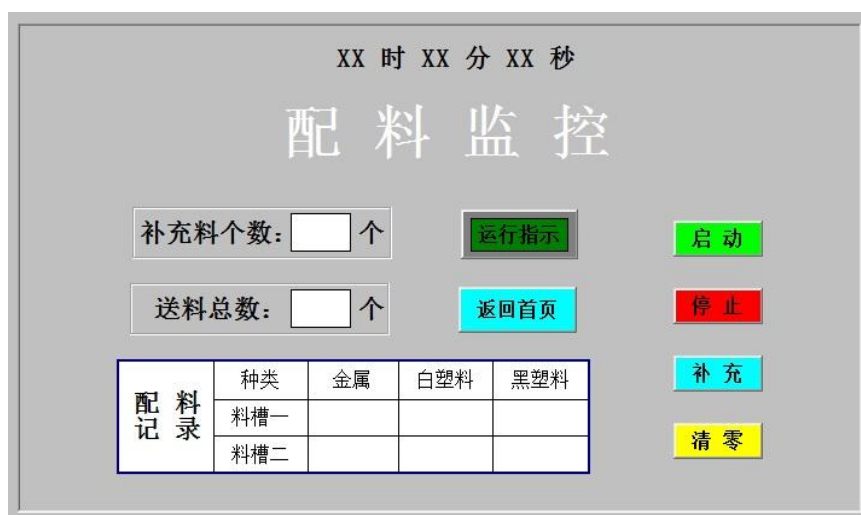 XX 时 XX 分 XX 秒
配 料 监 控
补充料个数: 个
运行指示
启 动
送料总数: 个
返回首页
停 止
补 充
清 零
配 料
记 录
种类 金属 白塑料 黑塑料
料槽一
料槽二